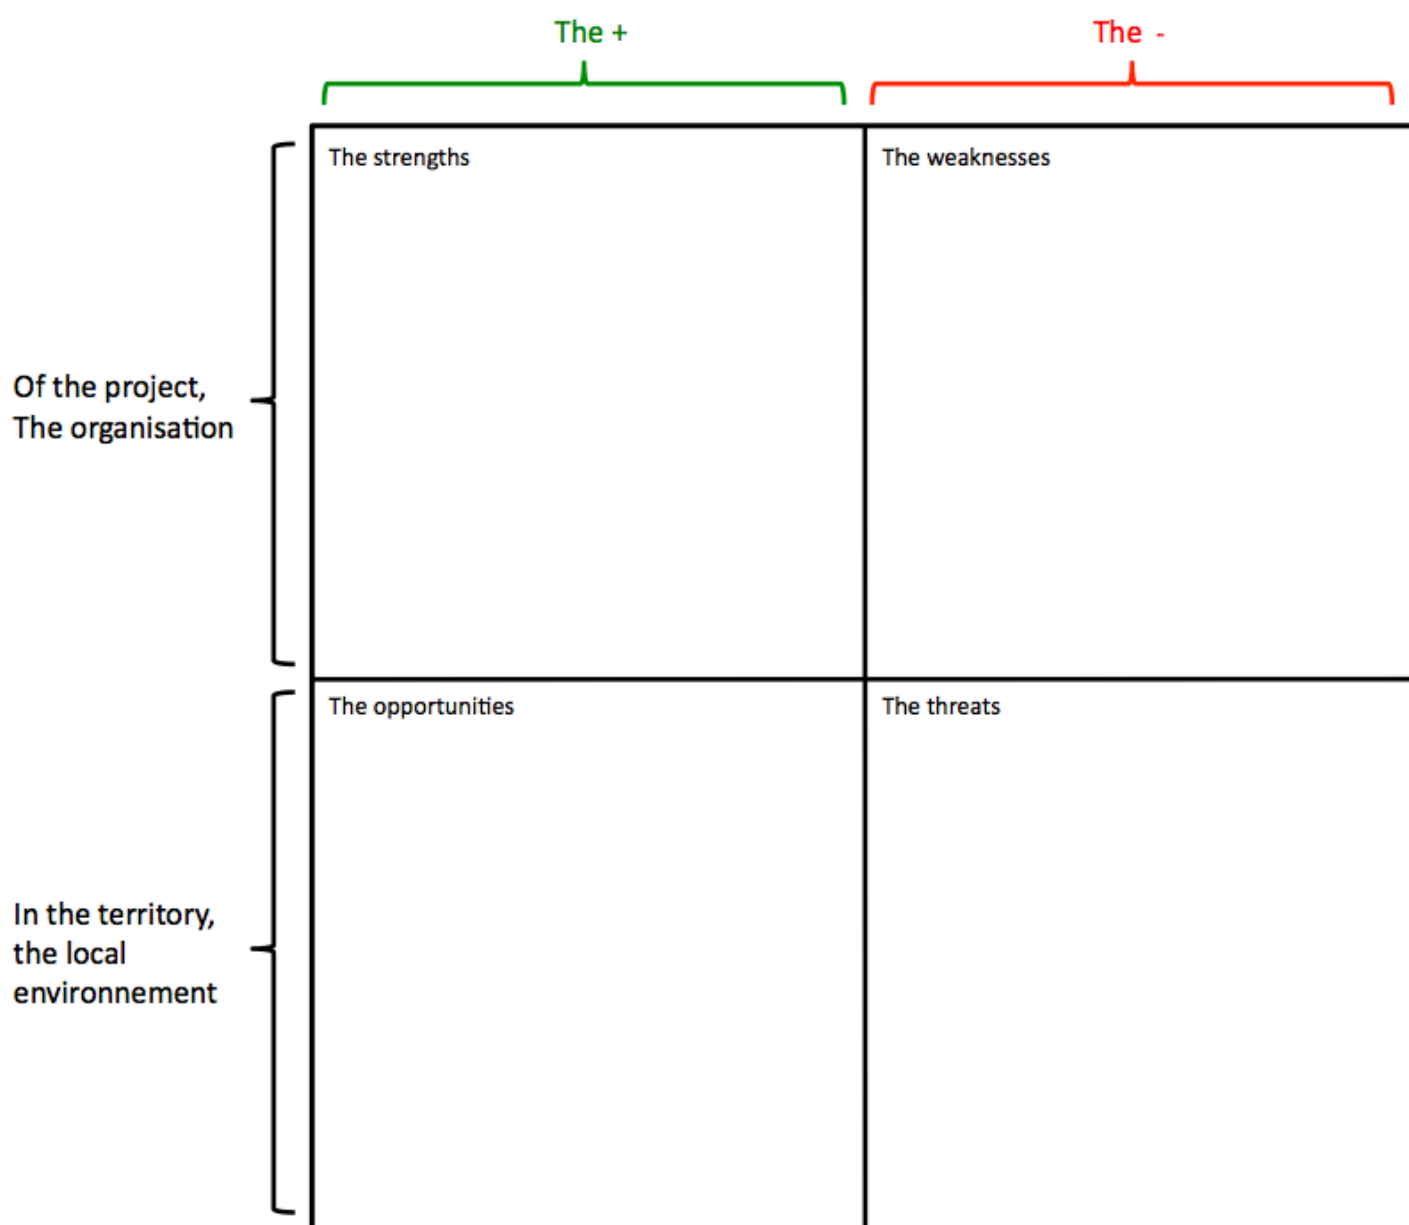 The +
The -
The strengths
The weaknesses
Of the project,
The organisation
The opportunities
The threats
In the territory,
the local
environnement